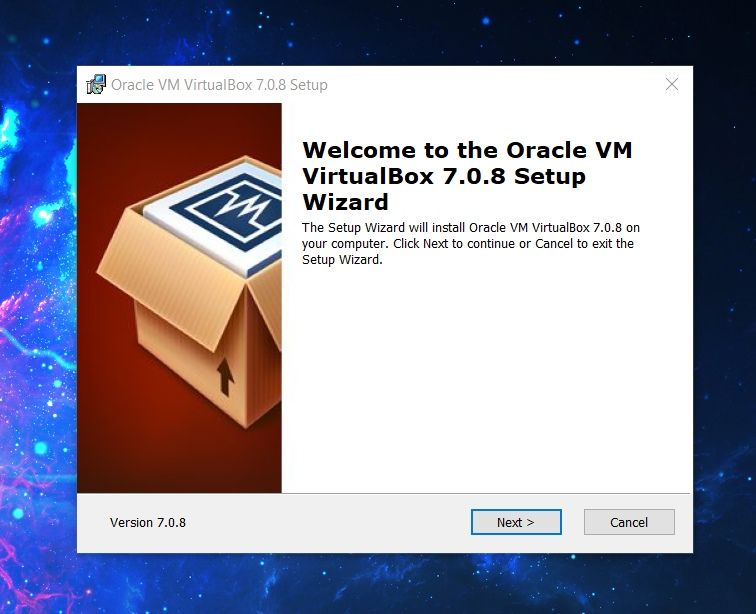 Oracle VM VirtualBox 7.0.8 Setup
Welcome to the Oracle VM
VirtualBox 7.0.8 Setup
Wizard
The Setup Wizard will install Oracle VM VirtualBox 7.0.8 on
your computer. Click Next to continue or Cancel to exit the
Setup Wizard.
Version 7.0.8
Next >
Cancel